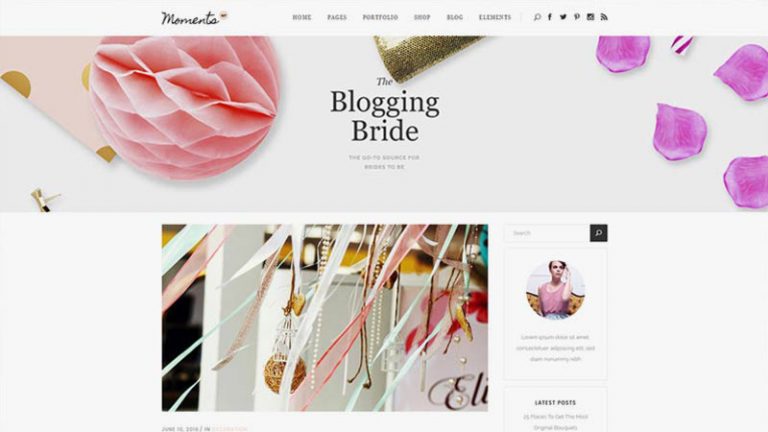 Moments
HOME PAGES PORTFOLIO SHOP BLOG ELEMENTS
The
Blogging
Bride
THE GO-TO SOURCE FOR
BRIDES TO BE
Search
Eli
Lorem ipsum dolor sit amet,
consectetuer adipiscing elit, sed
diam nonummy nibh
LATEST POSTS
25 Places To Get The Most
Original Bouquets
JUNE 10, 2016 / IN DECORATION